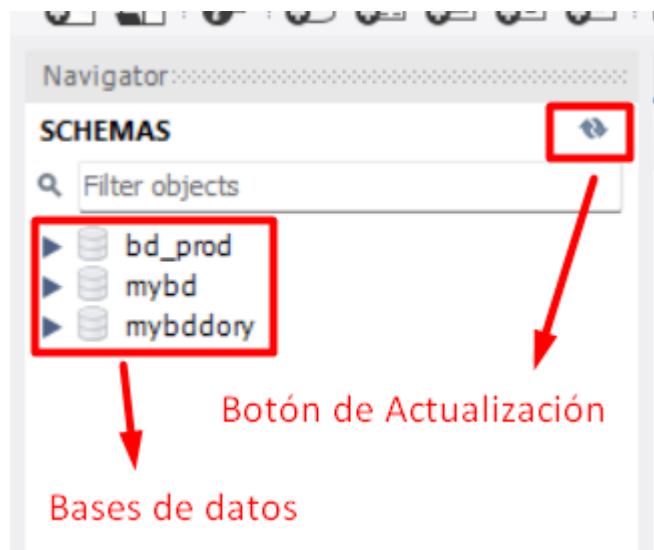 Navigator
SCHEMAS
Filter objects
bd_prod
mybd
mybddory
Botón de Actualización
Bases de datos